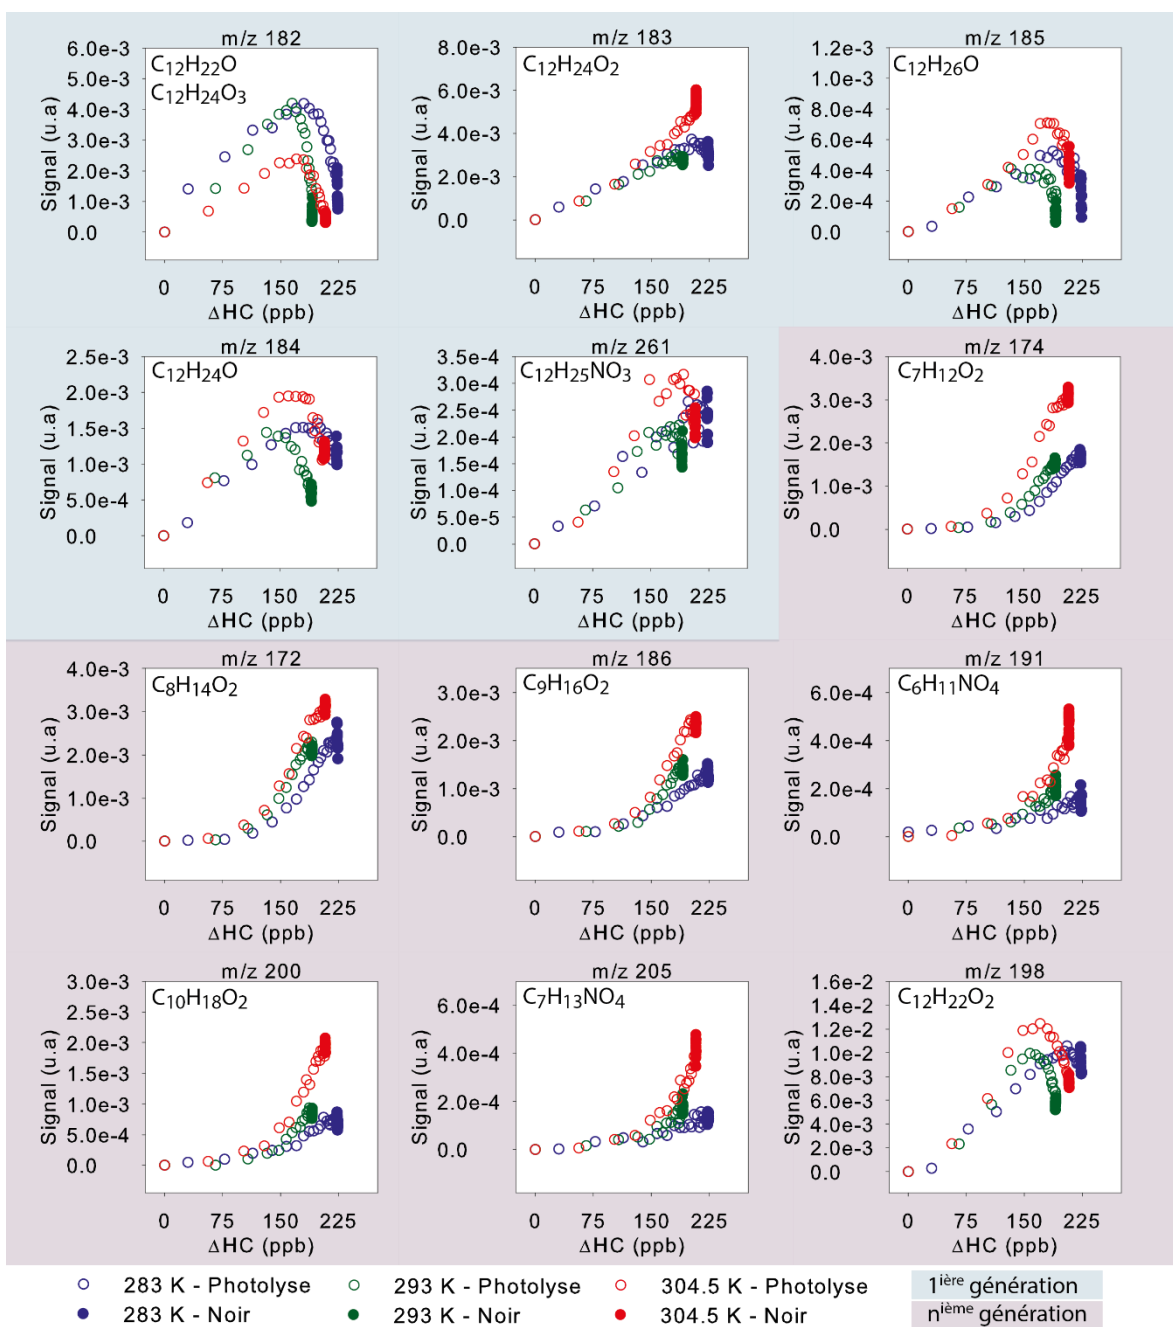 m/z 182
6.0e-3
5.0e-3
4.0e-3
3.0e-3
2.0e-3
1.0e-3
0.0
Signal (u.a)
C12H22O
C12H24O3
0 75 150 225
ΔHC (ppb)
m/z 183
8.0e-3
6.0e-3
4.0e-3
2.0e-3
0.0
Signal (u.a)
C12H24O2
0 75 150 225
ΔHC (ppb)
m/z 185
1.2e-3
1.0e-3
8.0e-4
6.0e-4
4.0e-4
2.0e-4
0.0
Signal (u.a)
C12H26O
0 75 150 225
ΔHC (ppb)
m/z 184
2.5e-3
2.0e-3
1.5e-3
1.0e-3
5.0e-4
0.0
Signal (u.a)
C12H24O
0 75 150 225
ΔHC (ppb)
m/z 261
3.5e-4
3.0e-4
2.5e-4
2.0e-4
1.5e-4
1.0e-4
5.0e-5
0.0
Signal (u.a)
C12H25NO3
0 75 150 225
ΔHC (ppb)
m/z 174
4.0e-3
3.0e-3
2.0e-3
1.0e-3
0.0
Signal (u.a)
C7H12O2
0 75 150 225
ΔHC (ppb)
m/z 172
4.0e-3
3.0e-3
2.0e-3
1.0e-3
0.0
Signal (u.a)
C8H14O2
0 75 150 225
ΔHC (ppb)
m/z 186
3.0e-3
2.0e-3
1.0e-3
0.0
Signal (u.a)
C9H16O2
0 75 150 225
ΔHC (ppb)
m/z 191
6.0e-4
4.0e-4
2.0e-4
0.0
Signal (u.a)
C6H11NO4
0 75 150 225
ΔHC (ppb)
m/z 200
3.0e-3
2.5e-3
2.0e-3
1.5e-3
1.0e-3
5.0e-4
0.0
Signal (u.a)
C10H18O2
0 75 150 225
ΔHC (ppb)
m/z 205
6.0e-4
4.0e-4
2.0e-4
0.0
Signal (u.a)
C7H13NO4
0 75 150 225
ΔHC (ppb)
m/z 198
1.6e-2
1.4e-2
1.2e-2
1.0e-2
8.0e-3
6.0e-3
4.0e-3
2.0e-3
0.0
Signal (u.a)
C12H22O2
0 75 150 225
ΔHC (ppb)
283 K - Photolyse 293 K - Photolyse 304.5 K - Photolyse 1ière génération
283 K - Noir 293 K - Noir 304.5 K - Noir nième génération